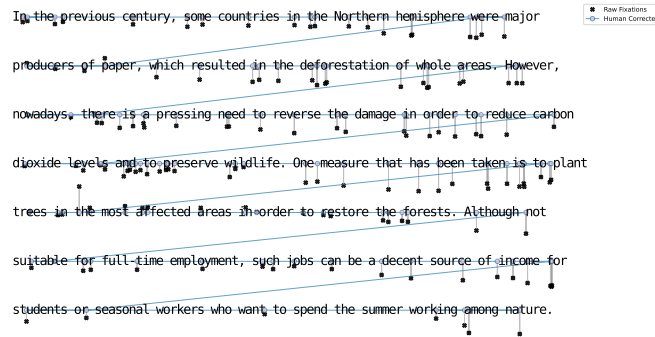 In the previous century, some countries in the Northern hemisphere were major
producers of paper, which resulted in the deforestation of whole areas. However,
nowadays, there is a pressing need to reverse the damage in order to reduce carbon
dioxide levels and to preserve wildlife. One measure that has been taken is to plant
trees in the most affected areas in order to restore the forests. Although not
suitable for full-time employment, such jobs can be a decent source of income for
students or seasonal workers who want to spend the summer working among nature.
Raw Fixations
Human Correcte